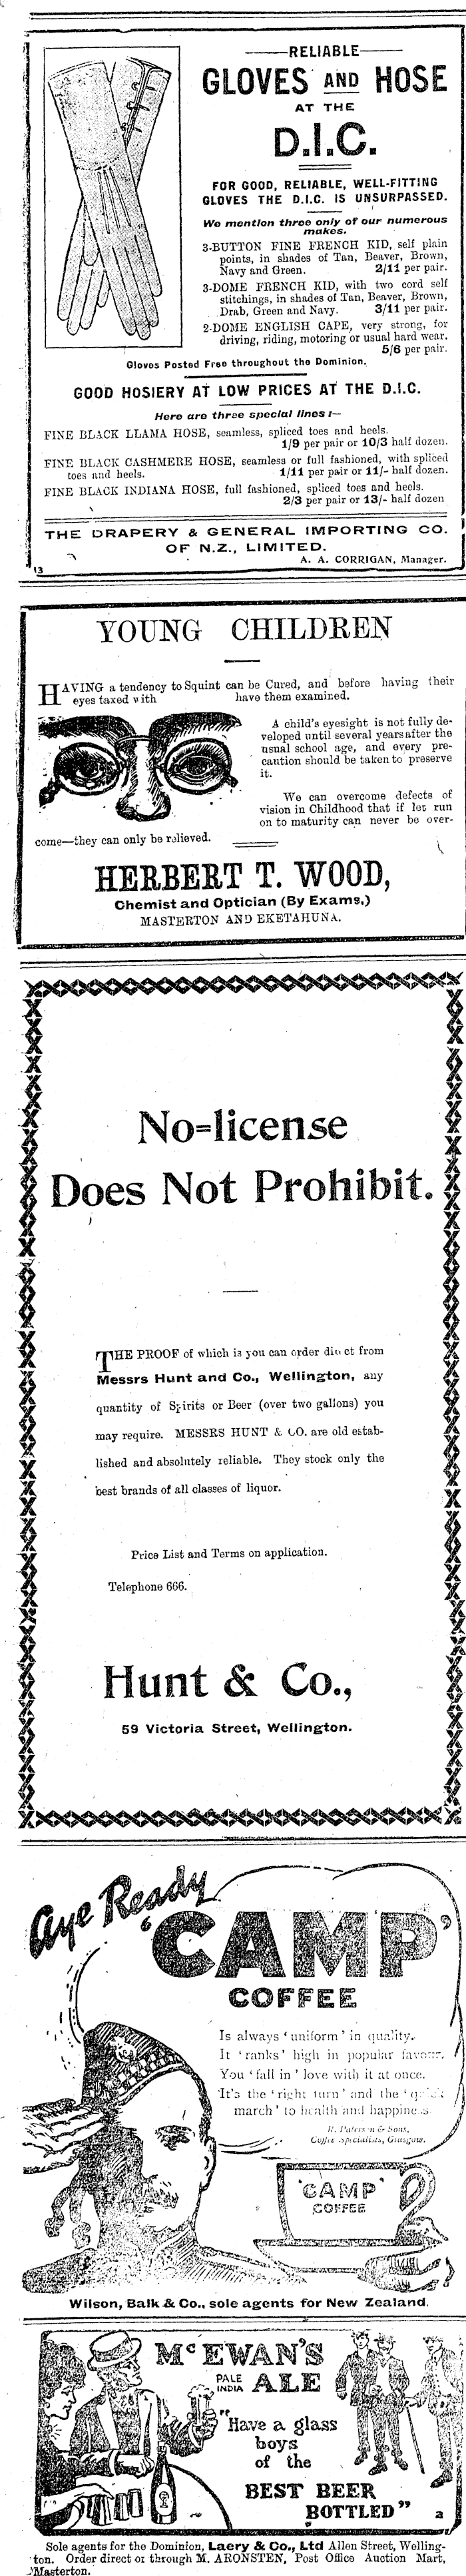 RELIABLE
GLOVES AND HOSE
AT THE
D.I.C.
FOR GOOD, RELIABLE, WELL-FITTING
GLOVES THE D.I.C. IS UNSURPASSED.
We mention three only of our numerous
makes.
3-BUTTON FINE FRENCH KID, self plain
points, in shades of Tan, Beaver, Brown,
Navy and Green. 2/11 per pair.
3-DOME FRENCH KID, with two cord self
stitchings, in shades of Tan, Beaver, Brown,
Drab, Green and Navy. 3/11 per pair.
2-DOME ENGLISH CAPE, very strong, for
driving, riding, motoring or usual hard wear.
5/6 per pair.
Gloves Posted Free throughout the Dominion.
GOOD HOSIERY AT LOW PRICES AT THE D.I.C.
Here are three special lines:—
FINE BLACK LLAMA HOSE, seamless, spliced toes and heels.
1/9 per pair or 10/3 half dozen.
FINE BLACK CASHMERE HOSE, seamless or full fashioned, with spliced
toes and heels. 1/11 per pair or 11/- half dozen.
FINE BLACK INDIANA HOSE, full fashioned, spliced toes and heels.
2/3 per pair or 13/- half dozen
THE DRAPERY & GENERAL IMPORTING CO.
OF N.Z., LIMITED.
A. A. CORRIGAN, Manager.
13
YOUNG CHILDREN
HAVING a tendency to Squint can be Cured, and before having their
eyes taxed with have them examined.
A child's eyesight is not fully de-
veloped until several years after the
usual school age, and every pre-
caution should be taken to preserve
it.
We can overcome defects of
vision in Childhood that if let run
on to maturity can never be over-
come—they can only be relieved.
HERBERT T. WOOD,
Chemist and Optician (By Exams.)
MASTERTON AND EKETAHUNA.
No=license
Does Not Prohibit.
THE PROOF of which is you can order direct from
Messrs Hunt and Co., Wellington, any
quantity of Spirits or Beer (over two gallons) you
may require. MESSRS HUNT & CO. are old estab-
lished and absolutely reliable. They stock only the
best brands of all classes of liquor.
Price List and Terms on application.
Telephone 666.
Hunt & Co.,
59 Victoria Street, Wellington.
Aye Ready
'CAMP'
COFFEE
Is always 'uniform' in quality.
It 'ranks' high in popular favour.
You 'fall in' love with it at once.
'It's the 'right turn' and the 'quick
march' to health and happiness.
R. Paterson & Sons,
Coffee Specialists, Glasgow.
'CAMP'
COFFEE
Wilson, Balk & Co., sole agents for New Zealand.
McEWAN'S
PALE
INDIA ALE
"Have a glass
boys
of the
BEST BEER
BOTTLED"
2
Sole agents for the Dominion, Laery & Co., Ltd Allen Street, Welling-
ton. Order direct or through M. ARONSTEN, Post Office Auction Mart,
Masterton.